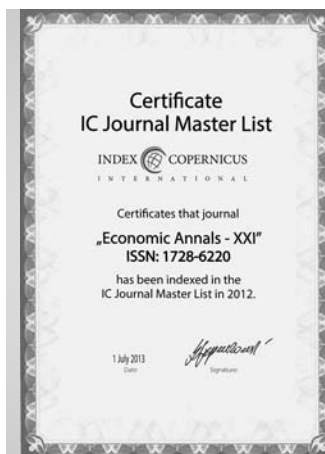 Certificate
IC Journal Master List
INDEX COPERNICUS
INTERNATIONAL
Certificates that journal
„Economic Annals - XXI”
ISSN: 1728-6220
has been indexed in the
IC Journal Master List in 2012.
1 July 2013
Date
Signature